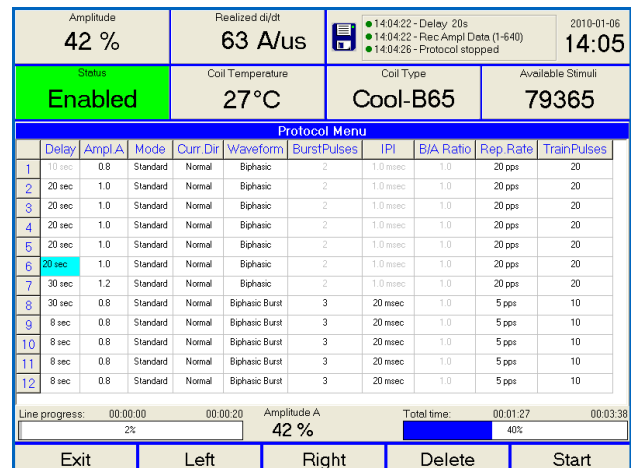 Amplitude
42 %
Realized di/dt
63 A/us
14:04:22 - Delay 20s
14:04:22 - Rec Ampl Data (1-640)
14:04:26 - Protocol stopped
2010-01-06
14:05
Status
Enabled
Coil Temperature
27°C
Coil Type
Cool-B65
Available Stimuli
79365
Protocol Menu
Delay Ampl.A Mode Curr.Dir Waveform BurstPulses IPI B/A Ratio Rep.Rate TrainPulses
1 10 sec 0.8 Standard Normal Biphasic 2 1.0 msec 1.0 20 pps 20
2 20 sec 1.0 Standard Normal Biphasic 2 1.0 msec 1.0 20 pps 20
3 20 sec 1.0 Standard Normal Biphasic 2 1.0 msec 1.0 20 pps 20
4 20 sec 1.0 Standard Normal Biphasic 2 1.0 msec 1.0 20 pps 20
5 20 sec 1.0 Standard Normal Biphasic 2 1.0 msec 1.0 20 pps 20
6 20 sec 1.0 Standard Normal Biphasic 2 1.0 msec 1.0 20 pps 20
7 30 sec 1.2 Standard Normal Biphasic 2 1.0 msec 1.0 20 pps 20
8 30 sec 0.8 Standard Normal Biphasic Burst 3 20 msec 1.0 5 pps 10
9 8 sec 0.8 Standard Normal Biphasic Burst 3 20 msec 1.0 5 pps 10
10 8 sec 0.8 Standard Normal Biphasic Burst 3 20 msec 1.0 5 pps 10
11 8 sec 0.8 Standard Normal Biphasic Burst 3 20 msec 1.0 5 pps 10
12 8 sec 0.8 Standard Normal Biphasic Burst 3 20 msec 1.0 5 pps 10
Line progress: 00:00:00 00:00:20
2%
Amplitude A
42 %
Total time: 00:01:27 00:03:38
40%
Exit Left Right Delete Start